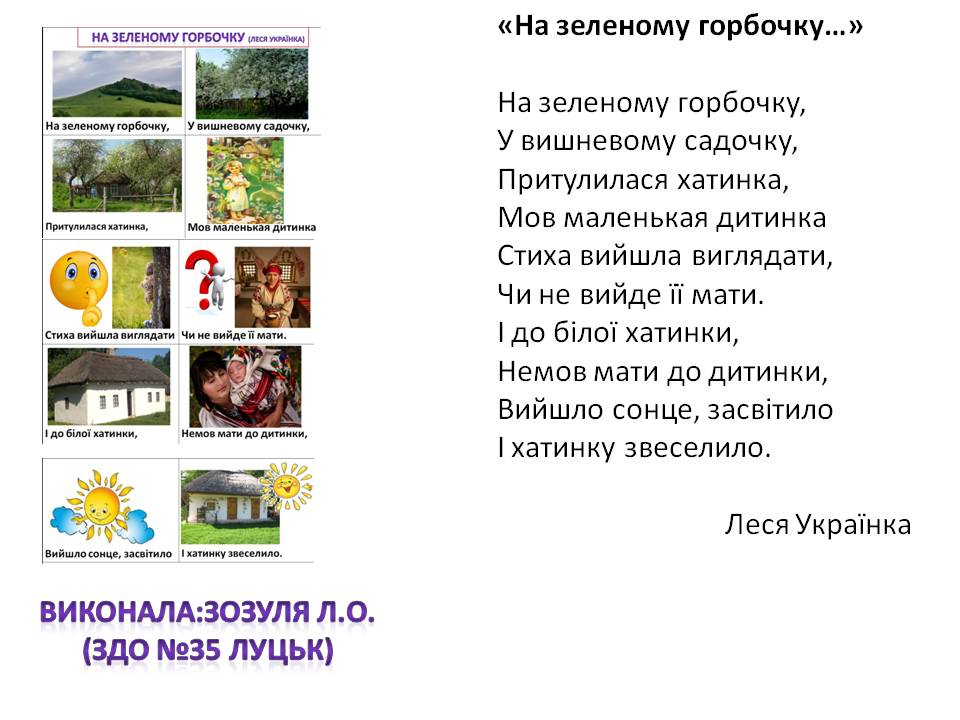 НА ЗЕЛЕНОМУ ГОРБОЧКУ (ЛЕСЯ УКРАЇНКА)
На зеленому горбочку,
У вишневому садочку,
Притулилася хатинка,
Мов маленькая дитинка
Стиха вийшла виглядати
Чи не вийде її мати.
І до білої хатинки,
Немов мати до дитинки,
Вийшло сонце, засвітило
І хатинку звеселило.
ВИКОНАЛА:ЗОЗУЛЯ Л.О.
(ЗДО №35 ЛУЦЬК)
«На зеленому горбочку…»
На зеленому горбочку,
У вишневому садочку,
Притулилася хатинка,
Мов маленькая дитинка
Стиха вийшла виглядати,
Чи не вийде її мати.
І до білої хатинки,
Немов мати до дитинки,
Вийшло сонце, засвітило
І хатинку звеселило.
Леся Українка